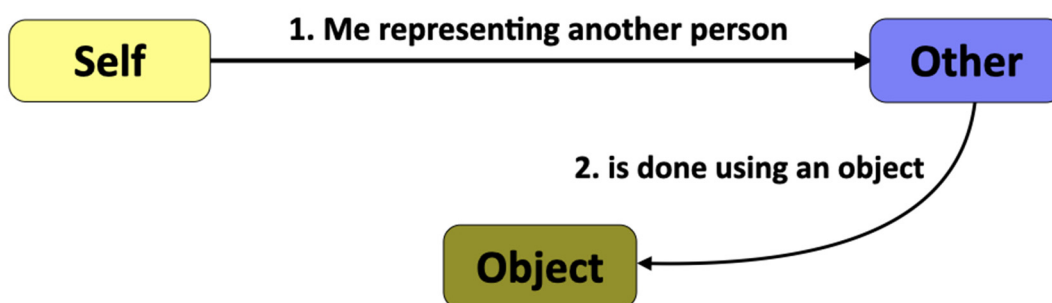 1. Me representing another person
Self
Other
2. is done using an object
Object